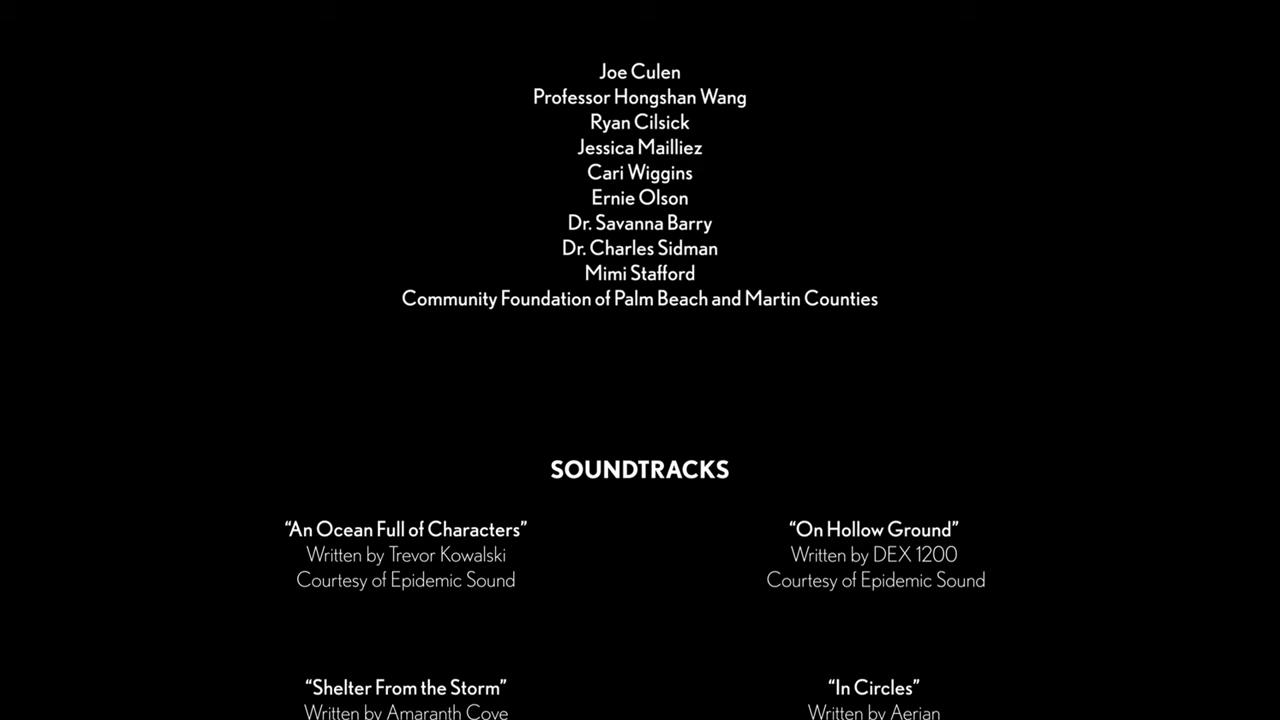 Joe Culen
Professor Hongshan Wang
Ryan Cilsick
Jessica Mailliez
Cari Wiggins
Ernie Olson
Dr. Savanna Barry
Dr. Charles Sidman
Mimi Stafford
Community Foundation of Palm Beach and Martin Counties
SOUNDTRACKS
“An Ocean Full of Characters”
Written by Trevor Kowalski
Courtesy of Epidemic Sound
“On Hollow Ground”
Written by DEX 1200
Courtesy of Epidemic Sound
“Shelter From the Storm”
Written by Amaranth Cove
“In Circles”
Written by Aerian